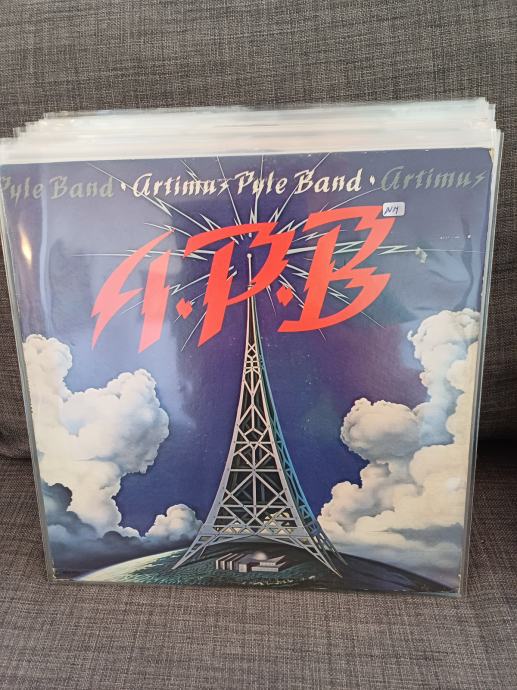 Pyle Band • Artimus Pyle Band • Artimus
NM
A.P.B